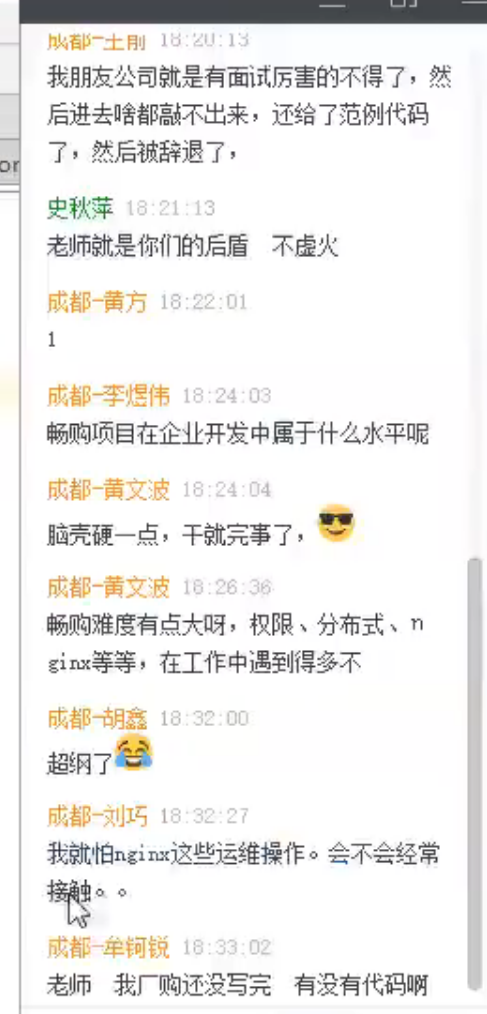 成都-王刚 18:20:13
我朋友公司就是有面试厉害的不得了，然
后进去啥都敲不出来，还给了范例代码
了，然后被辞退了，
史秋萍 18:21:13
老师就是你们的后盾 不虚火
成都-黄方 18:22:01
1
成都-李煜伟 18:24:03
畅购项目在企业开发中属于什么水平呢
成都-黄文波 18:24:04
脑壳硬一点，干就完事了，😎
成都-黄文波 18:26:36
畅购难度有点大呀，权限、分布式、n
ginx等等，在工作中遇到得多不
成都-胡鑫 18:32:00
超纲了😂
成都-刘巧 18:32:27
我就怕nginx这些运维操作。会不会经常
接触。。
成都-牟钶锐 18:33:02
老师 我广购还没写完 有没有代码啊
or